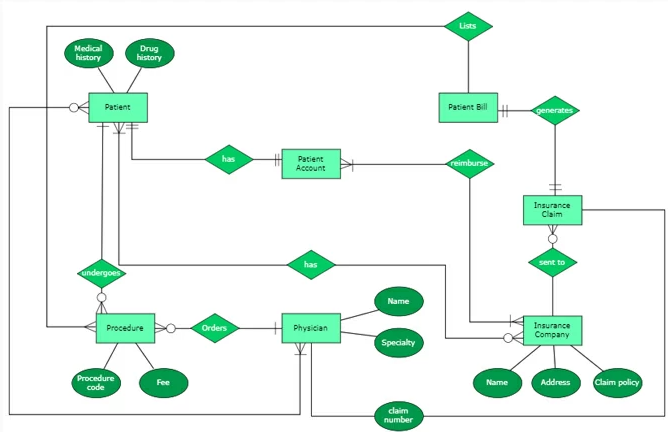 Lists
Medical
history
Drug
history
Patient
Patient Bill
generates
has
Patient
Account
reimburse
Insurance
Claim
undergoes
has
sent to
Name
Procedure
Orders
Physician
Specialty
Insurance
Company
Procedure
code
Fee
Name
Address
Claim policy
claim
number